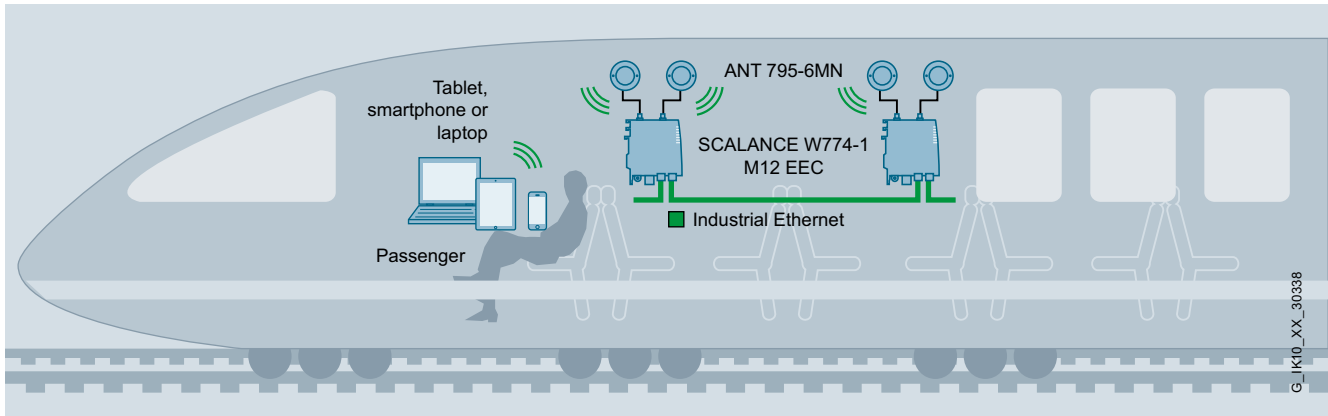 ANT 795-6MN
Tablet,
smartphone or
laptop
SCALANCE W774-1
M12 EEC
Industrial Ethernet
Passenger
G_IK10_XX_30338